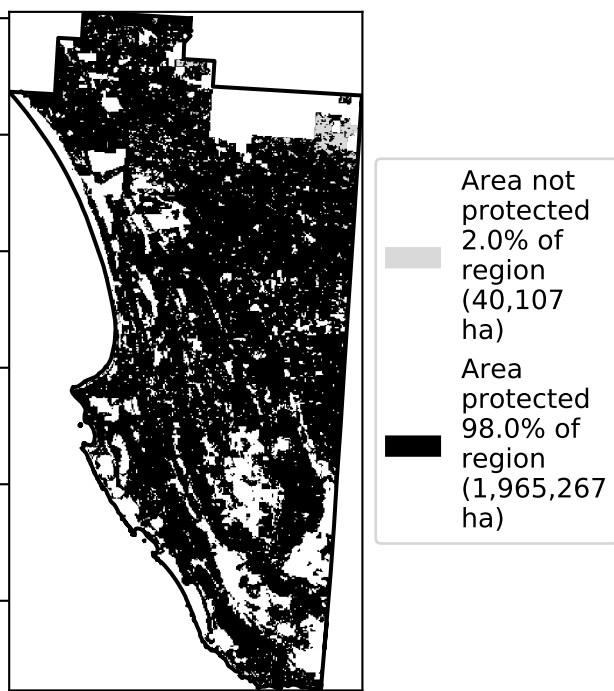 Area not
protected
2.0% of
region
(40,107
ha)
Area
protected
98.0% of
region
(1,965,267
ha)